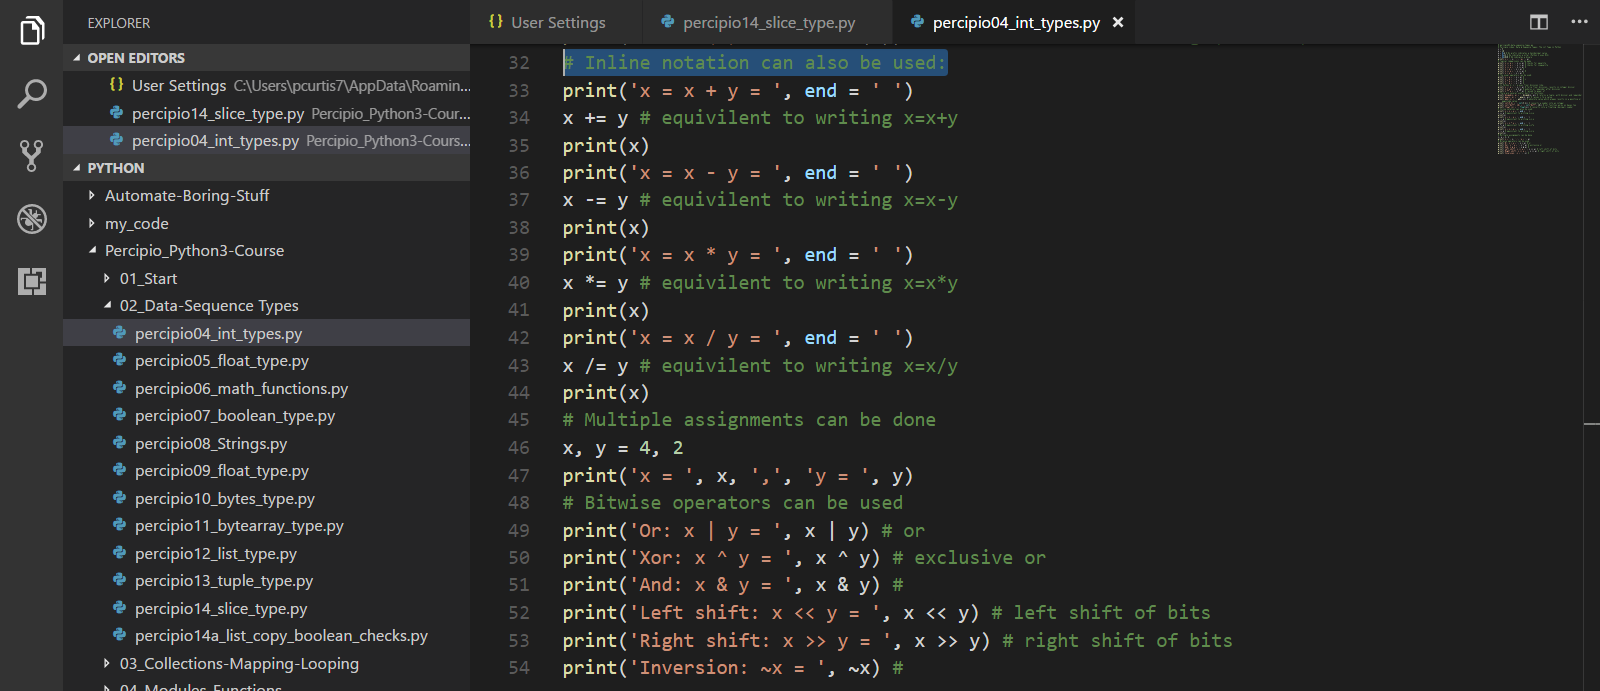 EXPLORER
OPEN EDITORS
{} User Settings C:\Users\pcurtis7\AppData\Roamin...
percipio14_slice_type.py Percipio_Python3-Cour...
percipio04_int_types.py Percipio_Python3-Cours...
PYTHON
Automate-Boring-Stuff
my_code
Percipio_Python3-Course
01_Start
02_Data-Sequence Types
percipio04_int_types.py
percipio05_float_type.py
percipio06_math_functions.py
percipio07_boolean_type.py
percipio08_Strings.py
percipio09_float_type.py
percipio10_bytes_type.py
percipio11_bytearray_type.py
percipio12_list_type.py
percipio13_tuple_type.py
percipio14_slice_type.py
percipio14a_list_copy_boolean_checks.py
03_Collections-Mapping-Looping
04_Modules_Functions
{} User Settings percipio14_slice_type.py percipio04_int_types.py
32 # Inline notation can also be used:
33 print('x = x + y = ', end = ' ')
34 x += y # equivilent to writing x=x+y
35 print(x)
36 print('x = x - y = ', end = ' ')
37 x -= y # equivilent to writing x=x-y
38 print(x)
39 print('x = x * y = ', end = ' ')
40 x *= y # equivilent to writing x=x*y
41 print(x)
42 print('x = x / y = ', end = ' ')
43 x /= y # equivilent to writing x=x/y
44 print(x)
45 # Multiple assignments can be done
46 x, y = 4, 2
47 print('x = ', x, ',', 'y = ', y)
48 # Bitwise operators can be used
49 print('Or: x | y = ', x | y) # or
50 print('Xor: x ^ y = ', x ^ y) # exclusive or
51 print('And: x & y = ', x & y) #
52 print('Left shift: x << y = ', x << y) # left shift of bits
53 print('Right shift: x >> y = ', x >> y) # right shift of bits
54 print('Inversion: ~x = ', ~x) #